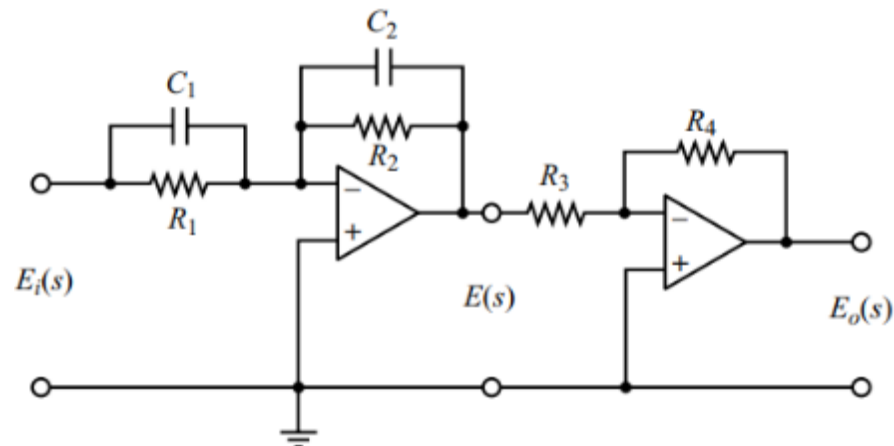 C₂
C₁
R₂
R₄
R₁
R₃
−
+
−
+
Eᵢ(s)
E(s)
Eₒ(s)